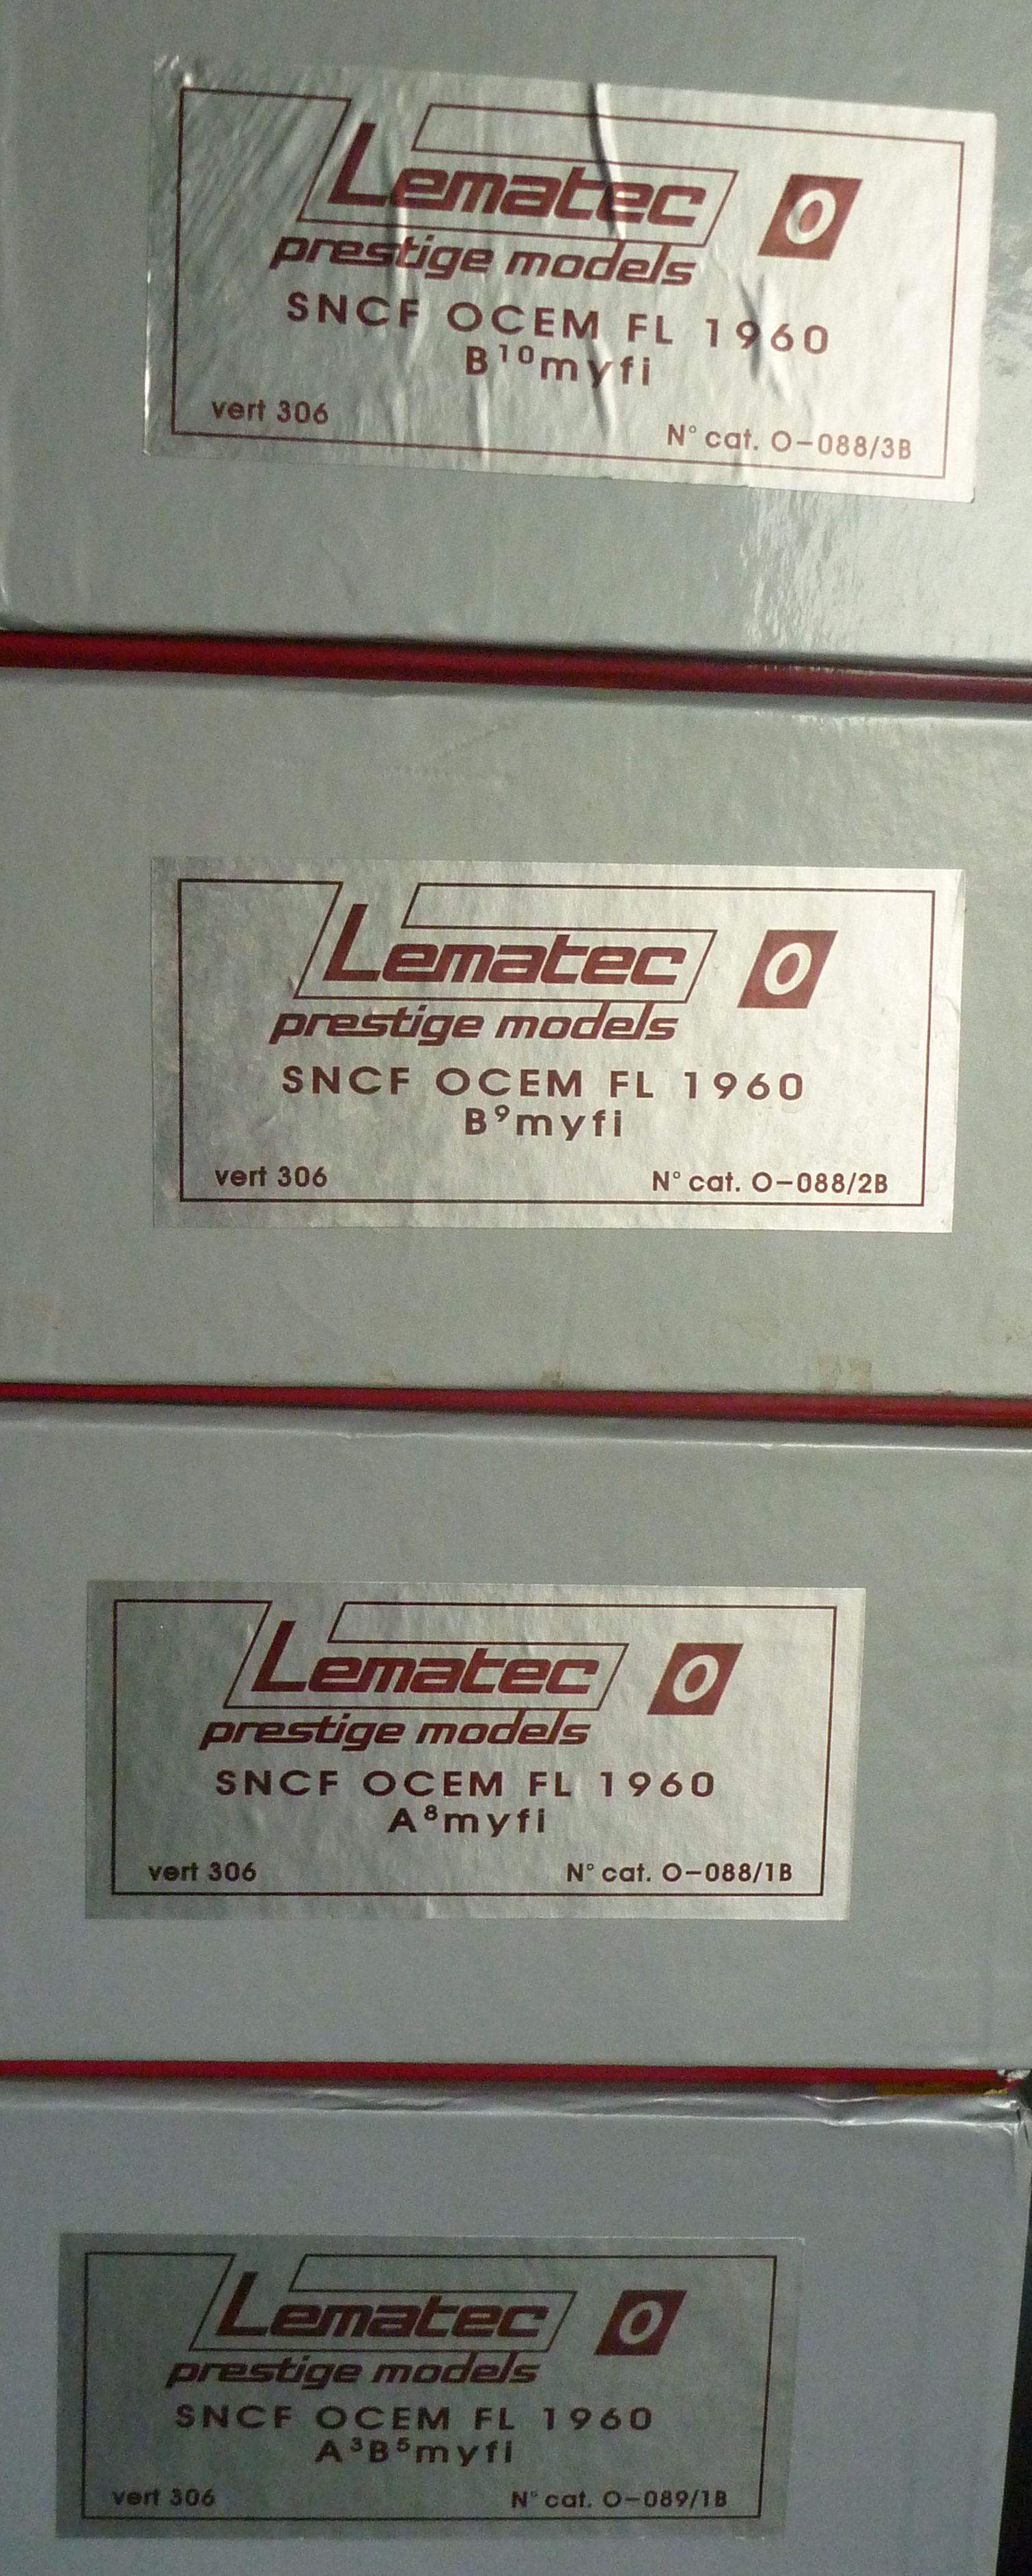 Lematec O
prestige models
SNCF OCEM FL 1960
B¹⁰myfi
vert 306 N° cat. O-088/3B
Lematec O
prestige models
SNCF OCEM FL 1960
B⁹myfi
vert 306 N° cat. O-088/2B
Lematec O
prestige models
SNCF OCEM FL 1960
A⁸myfi
vert 306 N° cat. O-088/1B
Lematec O
prestige models
SNCF OCEM FL 1960
A³B⁵myfi
vert 306 N° cat. O-089/1B